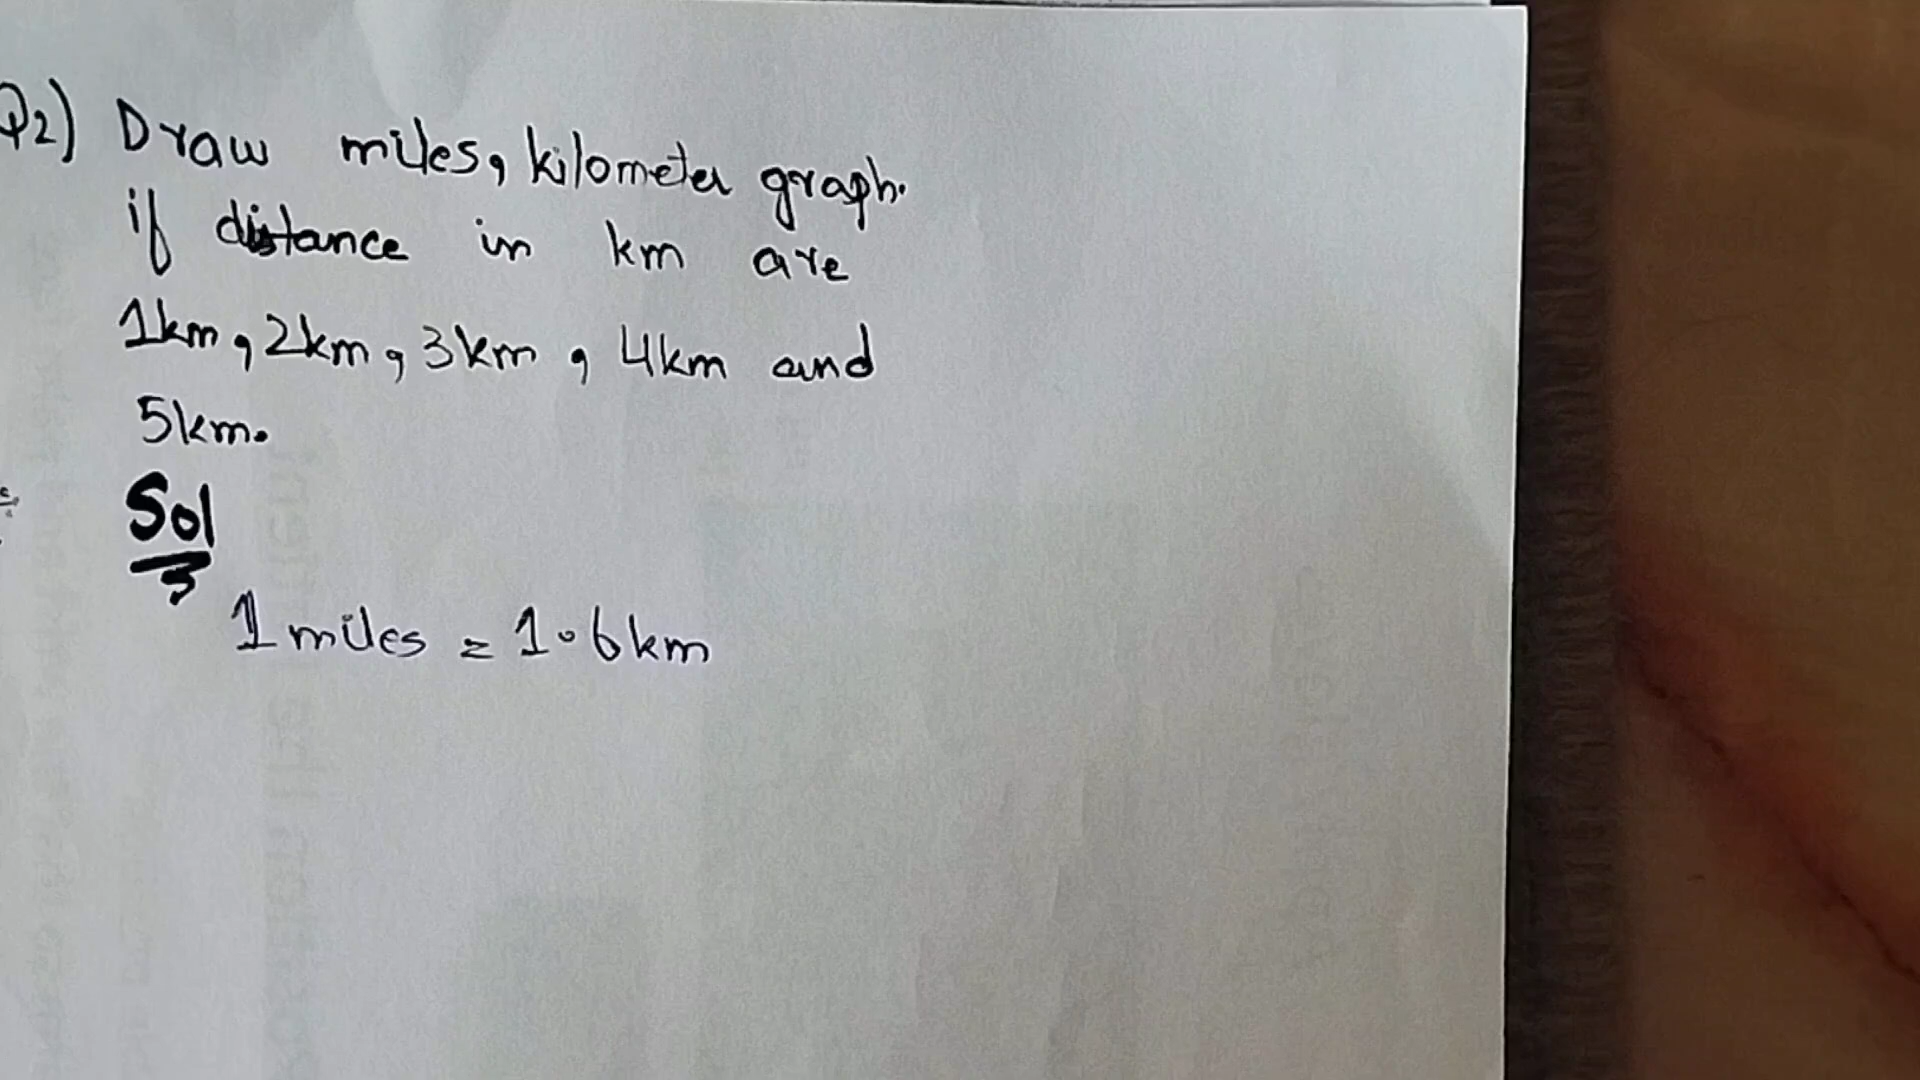 Q2) Draw miles, kilometer graph.
if distance in km are
1km, 2km, 3km, 4km and
5km.
Sol
1 miles = 1.6km